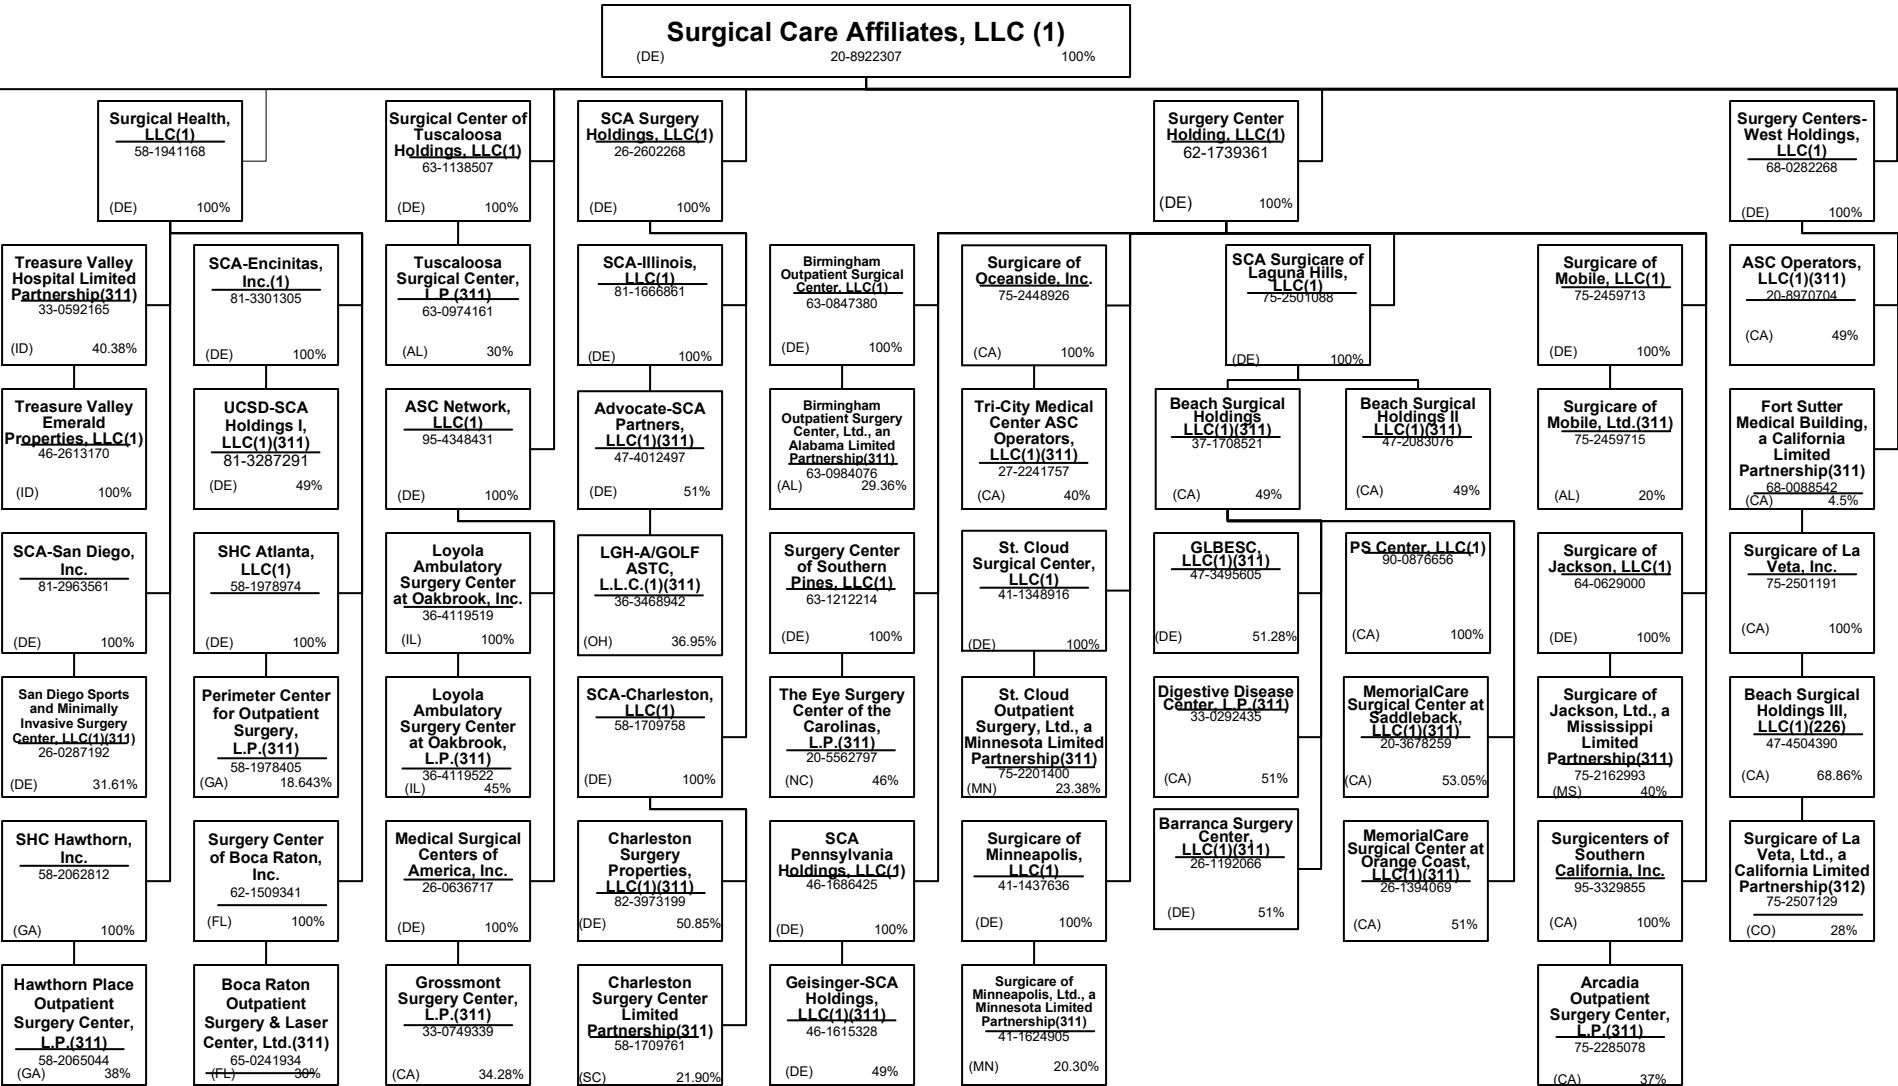 Surgical Care Affiliates, LLC (1)
(DE) 20-8922307 100%
Surgical Health,
LLC(1)
58-1941168
(DE) 100%
Surgical Center of
Tuscaloosa
Holdings, LLC(1)
63-1138507
(DE) 100%
SCA Surgery
Holdings, LLC(1)
26-2602268
(DE) 100%
Surgery Center
Holding, LLC(1)
62-1739361
(DE) 100%
Surgery Centers-
West Holdings,
LLC(1)
68-0282268
(DE) 100%
Treasure Valley
Hospital Limited
Partnership(311)
33-0592165
(ID) 40.38%
SCA-Encinitas,
Inc.(1)
81-3301305
(DE) 100%
Tuscaloosa
Surgical Center,
L.P.(311)
63-0974161
(AL) 30%
SCA-Illinois,
LLC(1)
81-1666861
(DE) 100%
Birmingham
Outpatient Surgical
Center, LLC(1)
63-0847380
(DE) 100%
Surgicare of
Oceanside, Inc.
75-2448926
(CA) 100%
SCA Surgicare of
Laguna Hills,
LLC(1)
75-2501088
(DE) 100%
Surgicare of
Mobile, LLC(1)
75-2459713
(DE) 100%
ASC Operators,
LLC(1)(311)
20-8970704
(CA) 49%
Treasure Valley
Emerald
Properties, LLC(1)
46-2613170
(ID) 100%
UCSD-SCA
Holdings I,
LLC(1)(311)
81-3287291
(DE) 49%
ASC Network,
LLC(1)
95-4348431
(DE) 100%
Advocate-SCA
Partners,
LLC(1)(311)
47-4012497
(DE) 51%
Birmingham
Outpatient Surgery
Center, Ltd., an
Alabama Limited
Partnership(311)
63-0984076
(AL) 29.36%
Tri-City Medical
Center ASC
Operators,
LLC(1)(311)
27-2241757
(CA) 40%
Beach Surgical
Holdings
LLC(1)(311)
37-1708521
(CA) 49%
Beach Surgical
Holdings II
LLC(1)(311)
47-2083076
(CA) 49%
Surgicare of
Mobile, Ltd.(311)
75-2459715
(AL) 20%
Fort Sutter
Medical Building,
a California
Limited
Partnership(311)
68-0088542
(CA) 4.5%
SCA-San Diego,
Inc.
81-2963561
(DE) 100%
SHC Atlanta,
LLC(1)
58-1978974
(DE) 100%
Loyola
Ambulatory
Surgery Center
at Oakbrook, Inc.
36-4119519
(IL) 100%
LGH-A/GOLF
ASTC,
L.L.C.(1)(311)
36-3468942
(OH) 36.95%
Surgery Center
of Southern
Pines, LLC(1)
63-1212214
(DE) 100%
St. Cloud
Surgical Center,
LLC(1)
41-1348916
(DE) 100%
GLBESC,
LLC(1)(311)
47-3495605
(DE) 51.28%
PS Center, LLC(1)
90-0876656
(CA) 100%
Surgicare of
Jackson, LLC(1)
64-0629000
(DE) 100%
Surgicare of La
Veta, Inc.
75-2501191
(CA) 100%
San Diego Sports
and Minimally
Invasive Surgery
Center, LLC(1)(311)
26-0287192
(DE) 31.61%
Perimeter Center
for Outpatient
Surgery,
L.P.(311)
58-1978405
(GA) 18.643%
Loyola
Ambulatory
Surgery Center
at Oakbrook,
L.P.(311)
36-4119522
(IL) 45%
SCA-Charleston,
LLC(1)
58-1709758
(DE) 100%
The Eye Surgery
Center of the
Carolinas,
L.P.(311)
20-5562797
(NC) 46%
St. Cloud
Outpatient
Surgery, Ltd., a
Minnesota Limited
Partnership(311)
75-2201400
(MN) 23.38%
Digestive Disease
Center, L.P.(311)
33-0292435
(CA) 51%
MemorialCare
Surgical Center at
Saddleback,
LLC(1)(311)
20-3678259
(CA) 53.05%
Surgicare of
Jackson, Ltd., a
Mississippi
Limited
Partnership(311)
75-2162993
(MS) 40%
Beach Surgical
Holdings III,
LLC(1)(226)
47-4504390
(CA) 68.86%
SHC Hawthorn,
Inc.
58-2062812
(GA) 100%
Surgery Center
of Boca Raton,
Inc.
62-1509341
(FL) 100%
Medical Surgical
Centers of
America, Inc.
26-0636717
(DE) 100%
Charleston
Surgery
Properties,
LLC(1)(311)
82-3973199
(DE) 50.85%
SCA
Pennsylvania
Holdings, LLC(1)
46-1686425
(DE) 100%
Surgicare of
Minneapolis,
LLC(1)
41-1437636
(DE) 100%
Barranca Surgery
Center,
LLC(1)(311)
26-1192066
(DE) 51%
MemorialCare
Surgical Center at
Orange Coast,
LLC(1)(311)
26-1394069
(CA) 51%
Surgicenters of
Southern
California, Inc.
95-3329855
(CA) 100%
Surgicare of La
Veta, Ltd., a
California Limited
Partnership(312)
75-2507129
(CO) 28%
Hawthorn Place
Outpatient
Surgery Center,
L.P.(311)
58-2065044
(GA) 38%
Boca Raton
Outpatient
Surgery & Laser
Center, Ltd.(311)
65-0241934
(FL) 30%
Grossmont
Surgery Center,
L.P.(311)
33-0749339
(CA) 34.28%
Charleston
Surgery Center
Limited
Partnership(311)
58-1709761
(SC) 21.90%
Geisinger-SCA
Holdings,
LLC(1)(311)
46-1615328
(DE) 49%
Surgicare of
Minneapolis, Ltd., a
Minnesota Limited
Partnership(311)
41-1624905
(MN) 20.30%
Arcadia
Outpatient
Surgery Center,
L.P.(311)
75-2285078
(CA) 37%